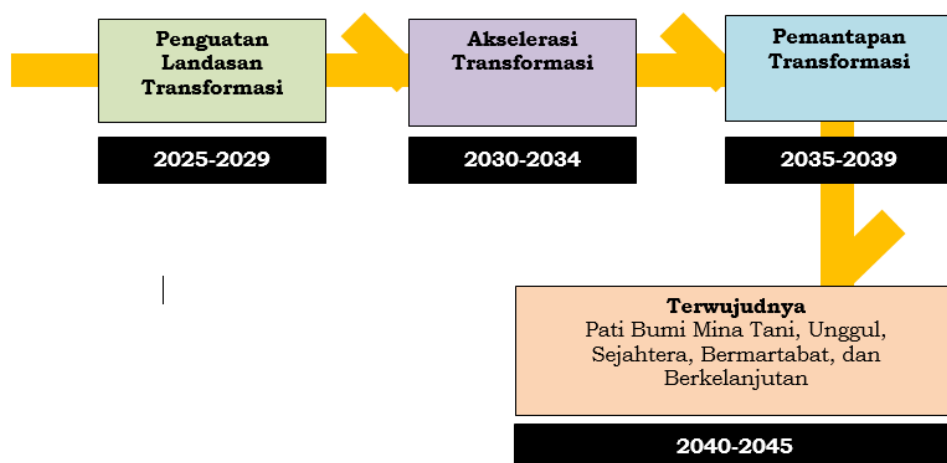 Penguatan
Landasan
Transformasi
2025-2029
Akselerasi
Transformasi
2030-2034
Pemantapan
Transformasi
2035-2039
Terwujudnya
Pati Bumi Mina Tani, Unggul,
Sejahtera, Bermartabat, dan
Berkelanjutan
2040-2045